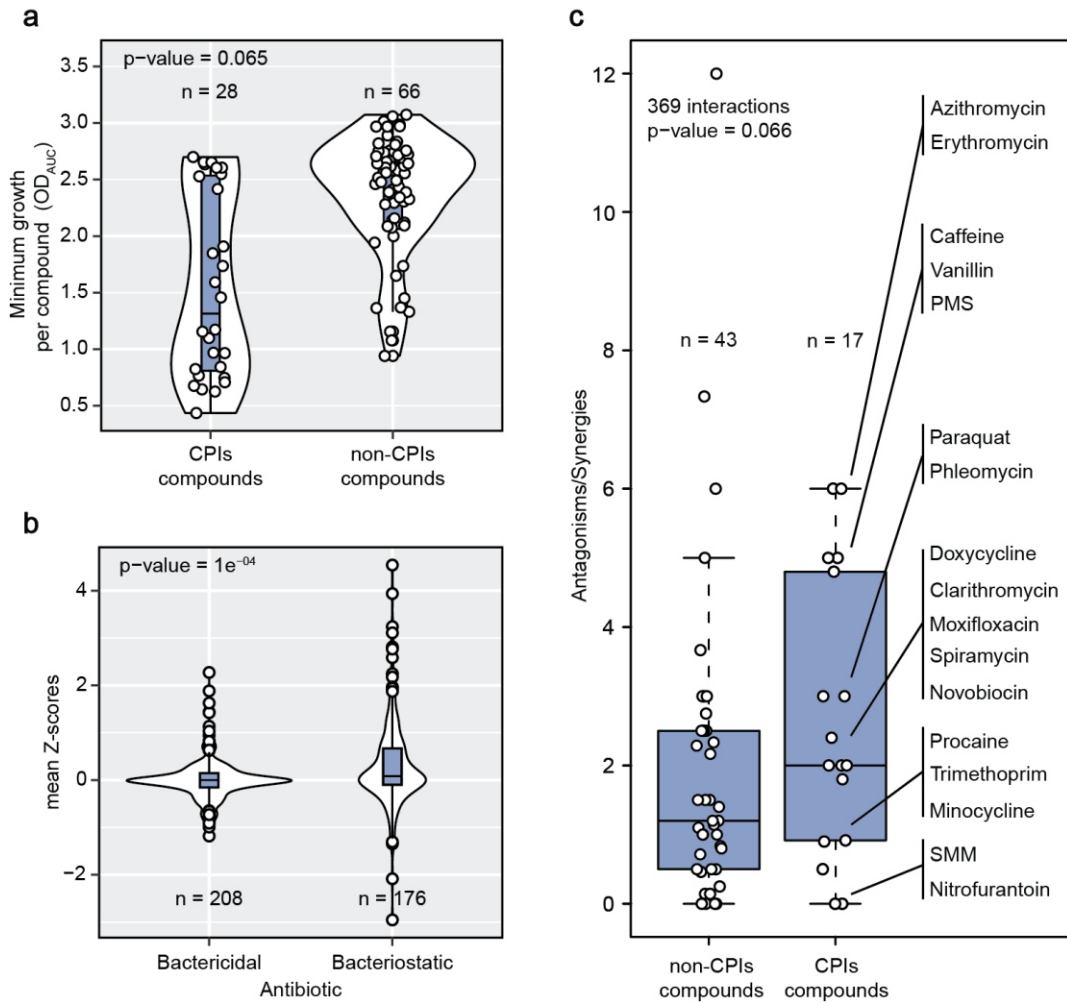 a
p−value = 0.065
n = 28
n = 66
3.5
3.0
2.5
2.0
1.5
1.0
0.5
Minimum growth
per compound (OD_AUC)
CPIs
compounds
non-CPIs
compounds
b
p−value = 1e⁻⁰⁴
4
2
0
−2
mean Z-scores
n = 208
n = 176
Bactericidal
Bacteriostatic
Antibiotic
c
12
10
8
6
4
2
0
Antagonisms/Synergies
369 interactions
p−value = 0.066
n = 43
n = 17
Azithromycin
Erythromycin
Caffeine
Vanillin
PMS
Paraquat
Phleomycin
Doxycycline
Clarithromycin
Moxifloxacin
Spiramycin
Novobiocin
Procaine
Trimethoprim
Minocycline
SMM
Nitrofurantoin
non-CPIs
compounds
CPIs
compounds